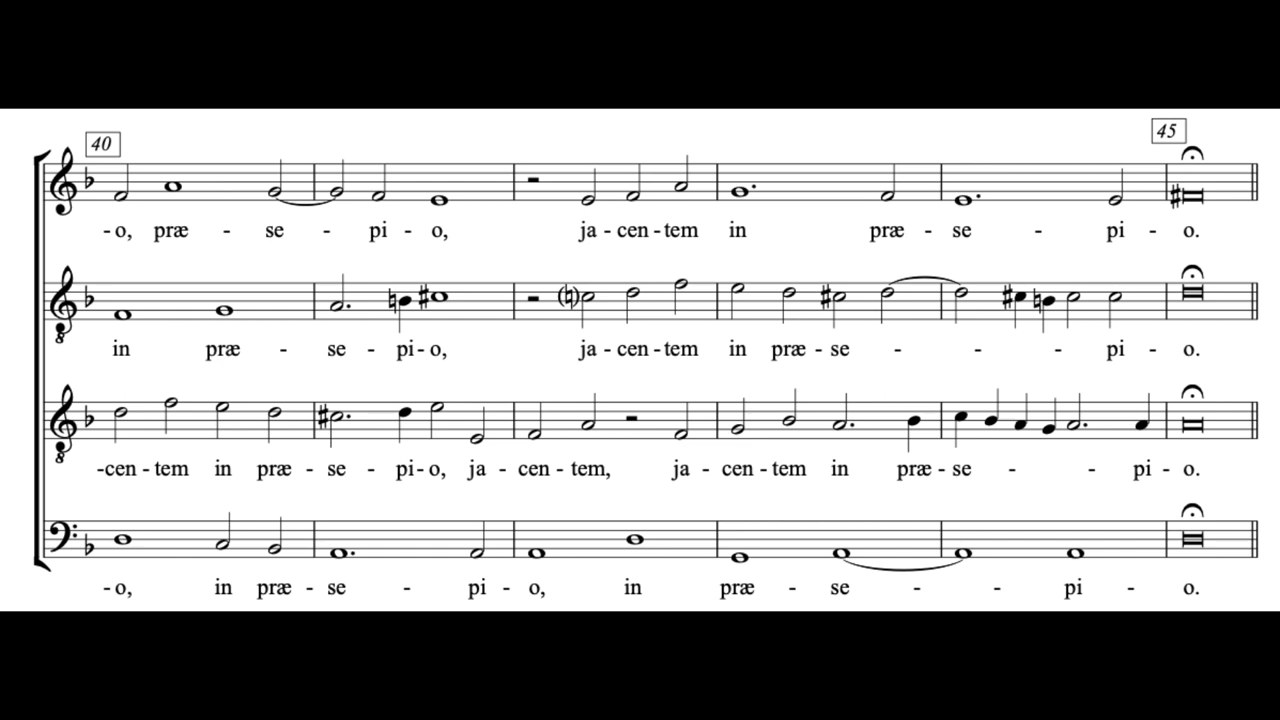 40
45
- o, præ - se - pi - o, ja - cen - tem in præ - se - pi - o.
in præ - se - pi - o, ja - cen - tem in præ - se - - - pi - o.
-cen - tem in præ - se - pi - o, ja - cen - tem, ja - cen - tem in præ - se - - pi - o.
- o, in præ - se - pi - o, in præ - se - - pi - o.